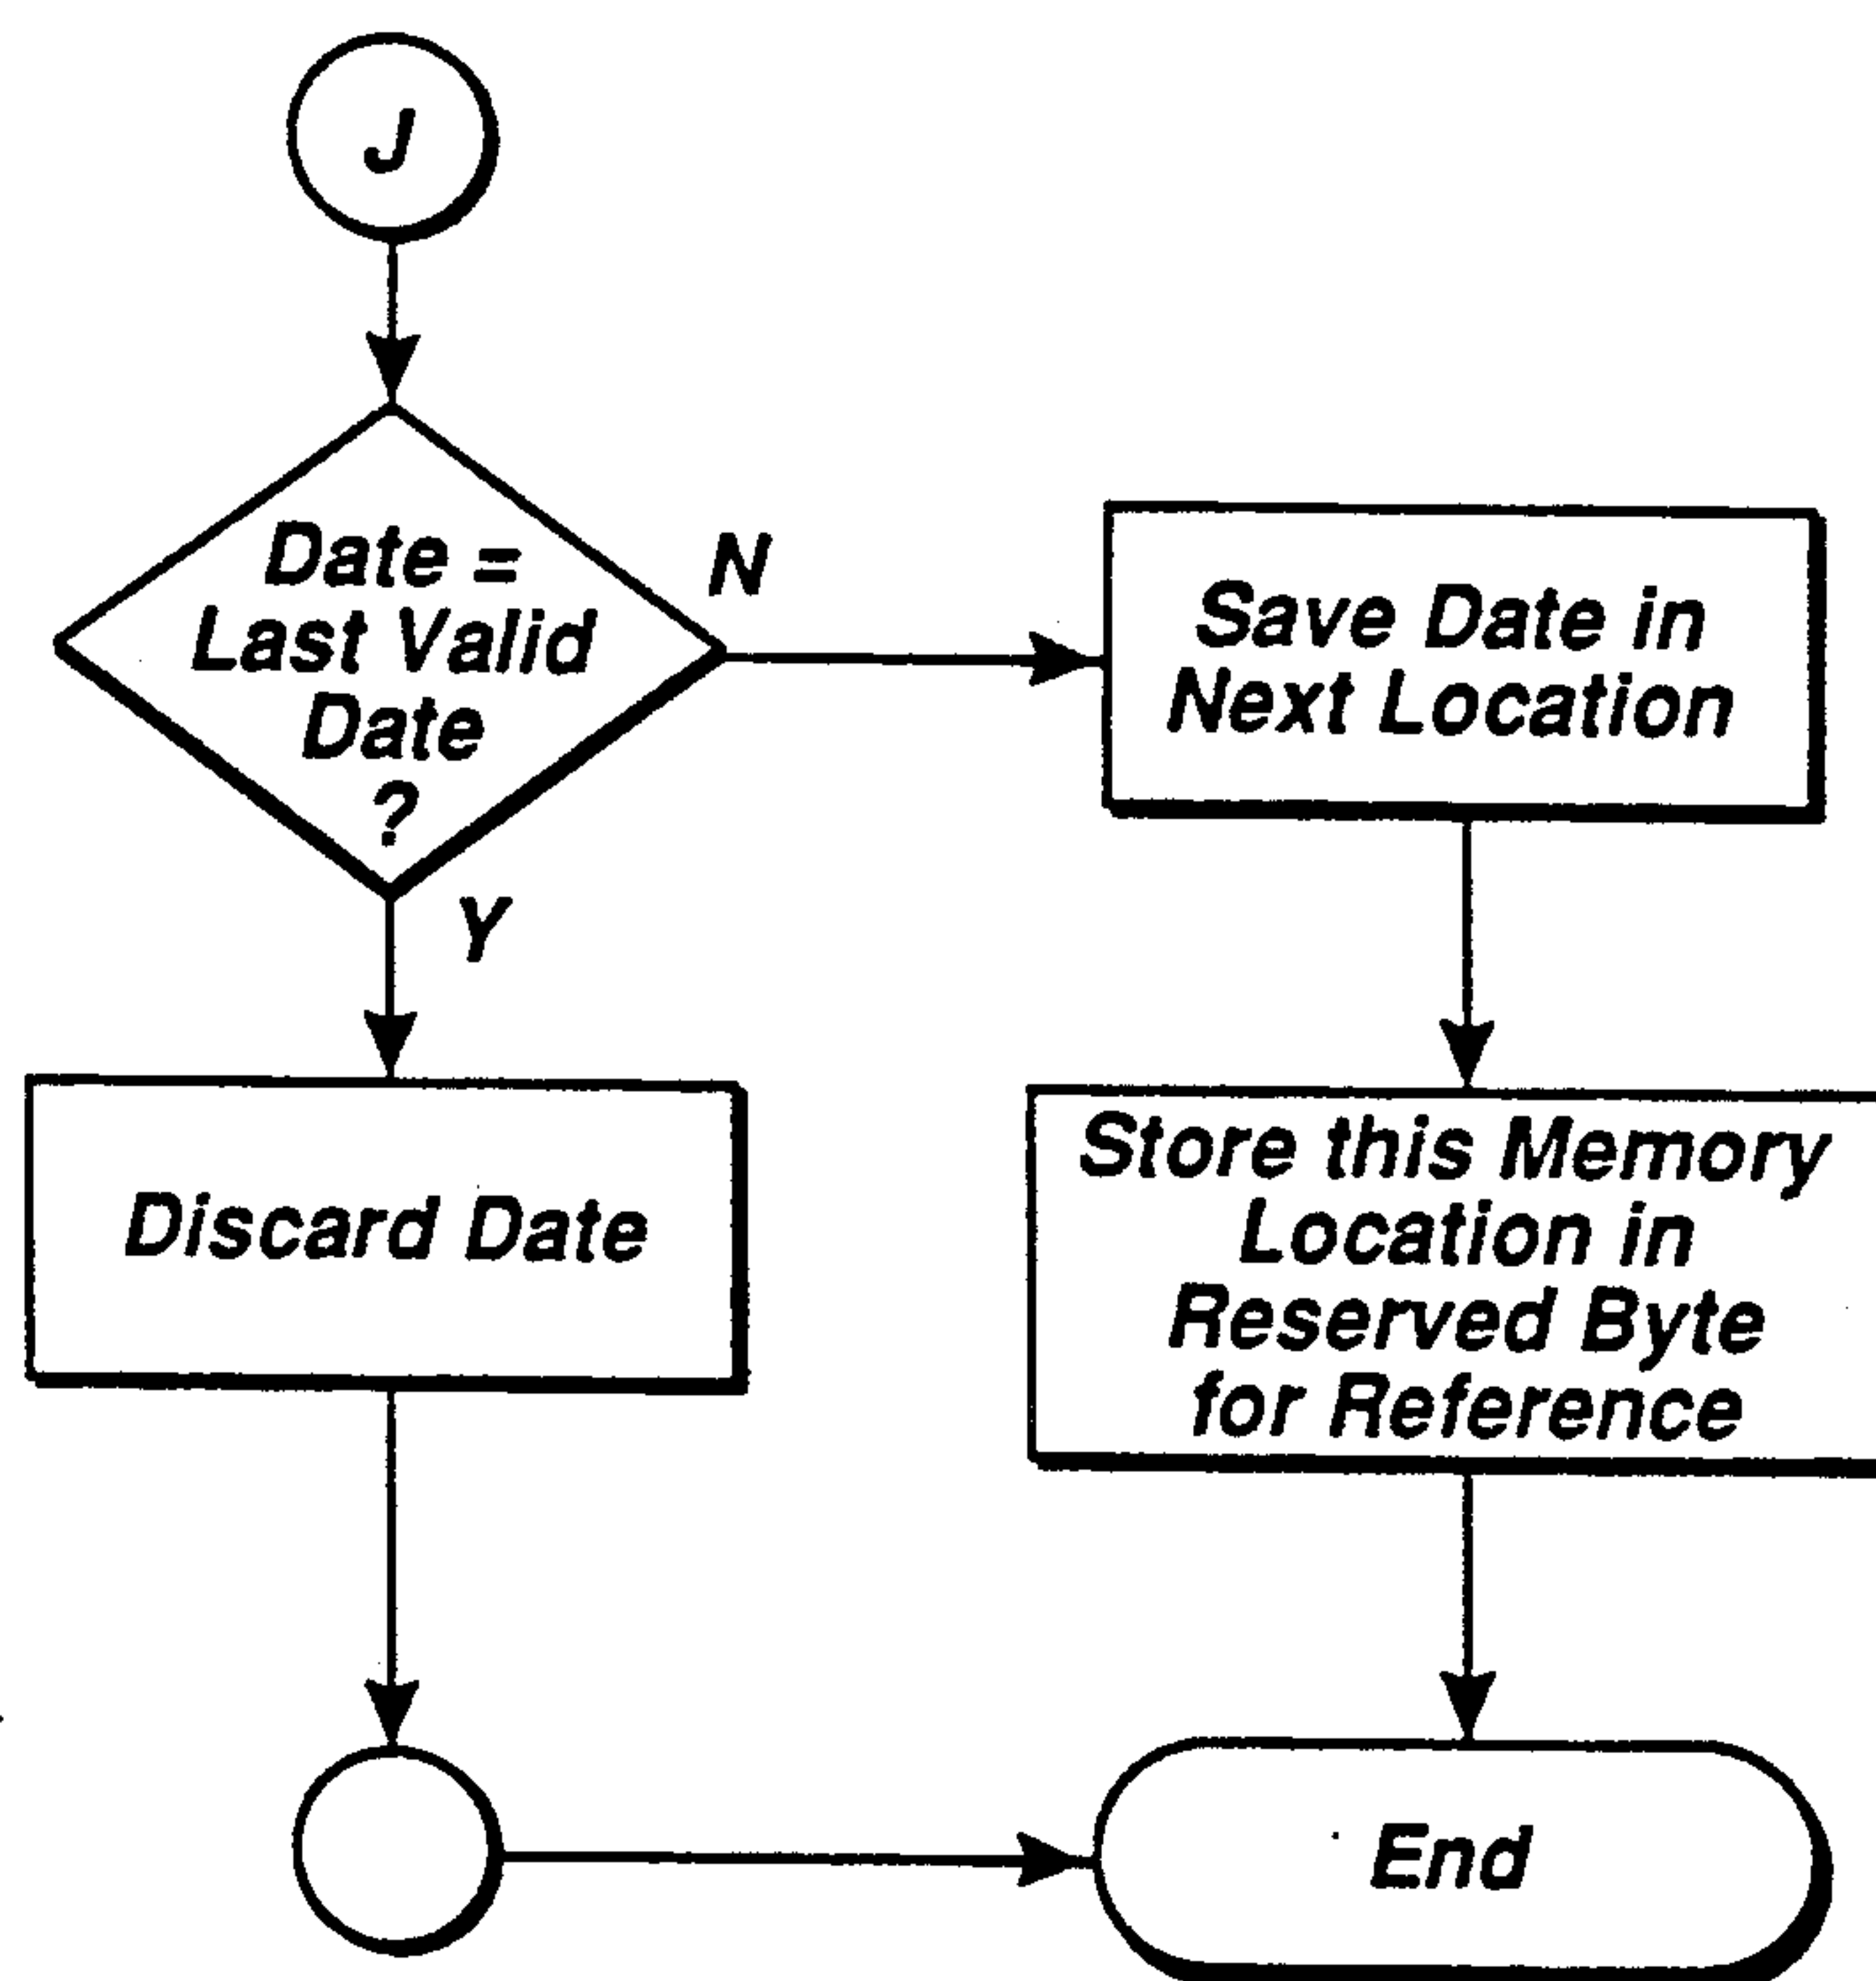 J
Date =
Last Valid
Date
?
N
Y
Save Date in
Next Location
Discard Date
Store this Memory
Location in
Reserved Byte
for Reference
End